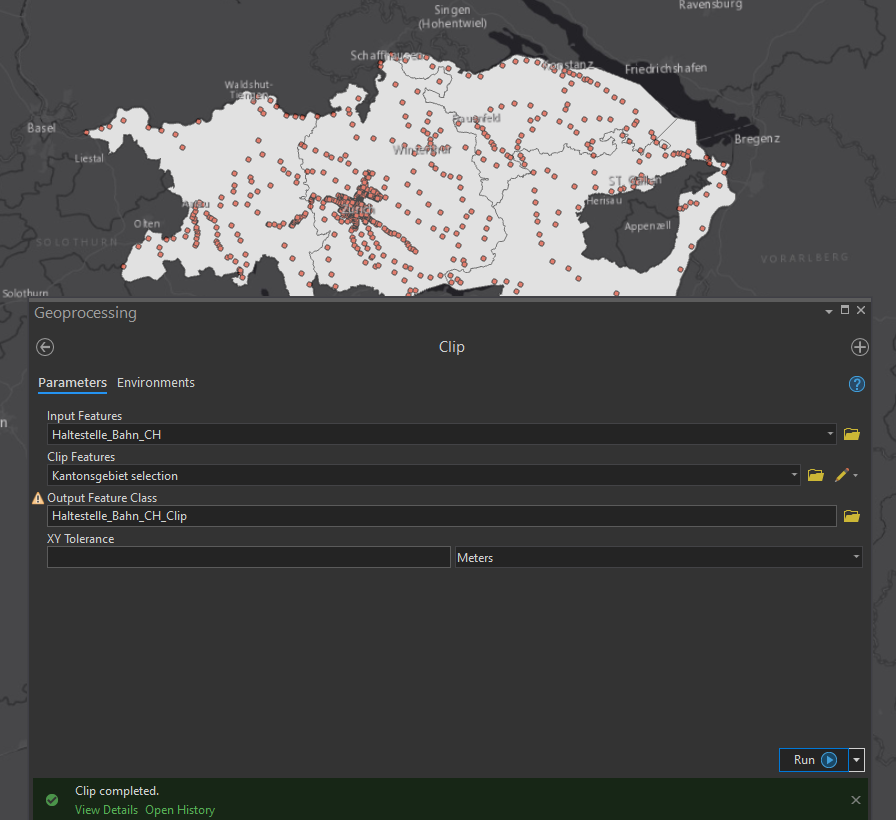 Singen
(Hohentwiel)
Ravensburg
Schaffhausen
Konstanz
Friedrichshafen
Waldshut-
Tiengen
Basel
Frauenfeld
Bregenz
Liestal
Winterthur
ST. Gallen
Aarau
Zürich
Herisau
Olten
Appenzell
SOLOTHURN
VORARLBERG
Solothurn
Geoprocessing
Clip
Parameters Environments
Input Features
Haltestelle_Bahn_CH
n
Clip Features
Kantonsgebiet selection
Output Feature Class
Haltestelle_Bahn_CH_Clip
XY Tolerance
Meters
Run
Clip completed.
View Details Open History